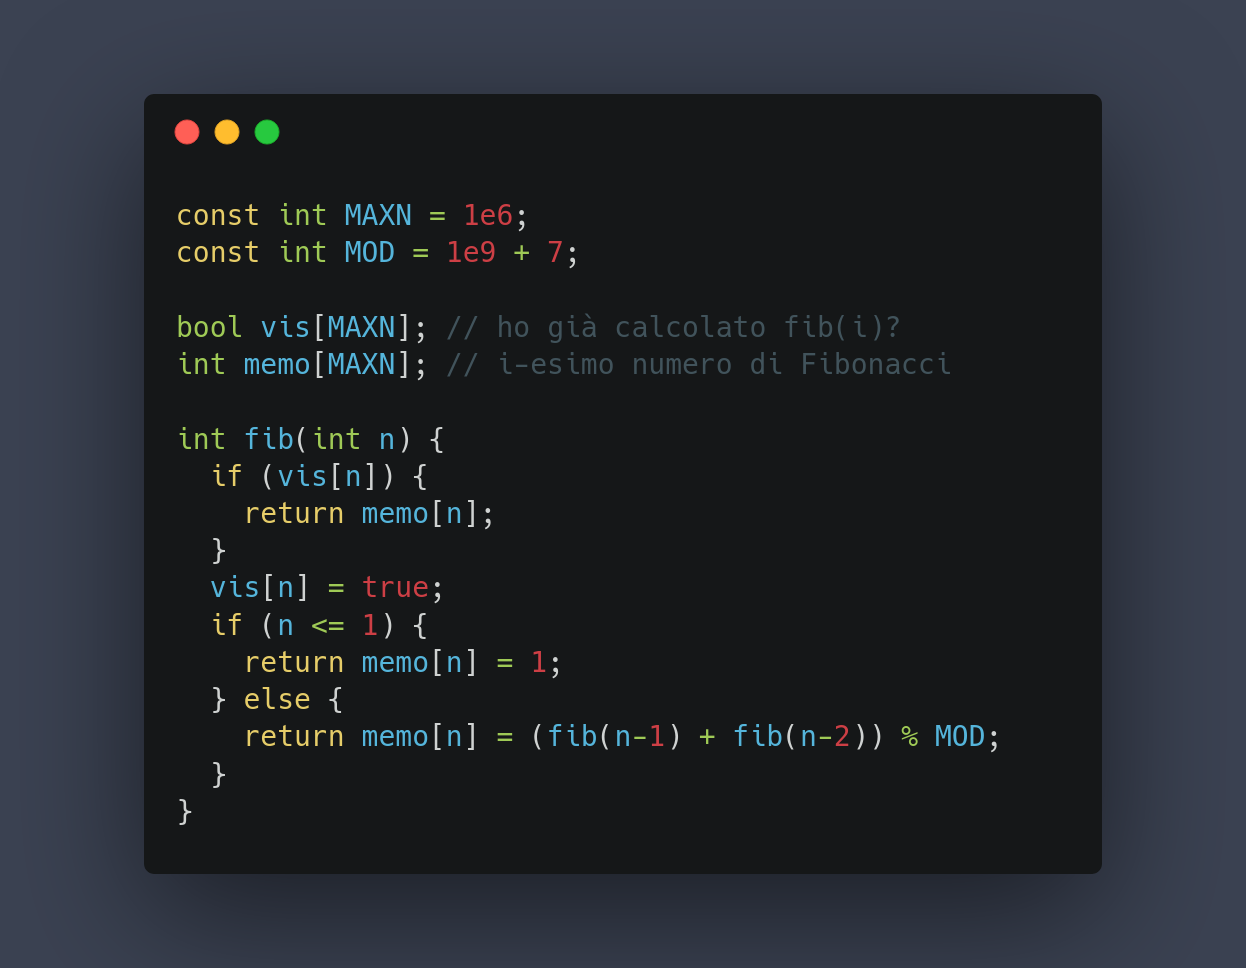 const int MAXN = 1e6;
const int MOD = 1e9 + 7;

bool vis[MAXN]; // ho già calcolato fib(i)?
int memo[MAXN]; // i-esimo numero di Fibonacci

int fib(int n) {
  if (vis[n]) {
    return memo[n];
  }
  vis[n] = true;
  if (n <= 1) {
    return memo[n] = 1;
  } else {
    return memo[n] = (fib(n-1) + fib(n-2)) % MOD;
  }
}